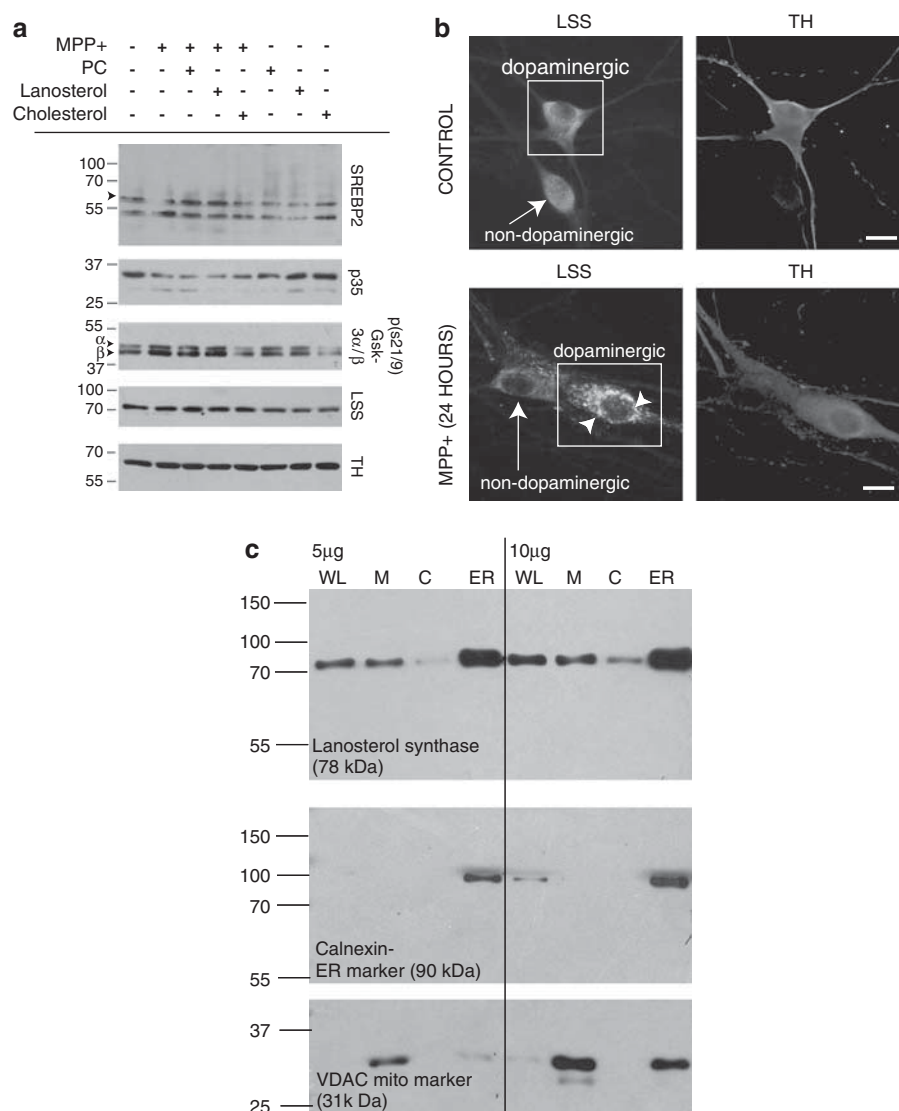 a
MPP+ - + + + + - - -
PC - - + - - + - -
Lanosterol - - - + - - + -
Cholesterol - - - - + - - +
100
70
55
SREBP2
37
25
p35
55
α
β
37
p(s21/9)
Gsk-
3α/β
100
70
LSS
70
55
TH
b
LSS
TH
CONTROL
dopaminergic
non-dopaminergic
LSS
TH
MPP+ (24 HOURS)
dopaminergic
non-dopaminergic
c
5µg
10µg
WL M C ER WL M C ER
150
100
70
55
Lanosterol synthase
(78 kDa)
150
100
70
55
Calnexin-
ER marker (90 kDa)
37
25
VDAC mito marker
(31k Da)